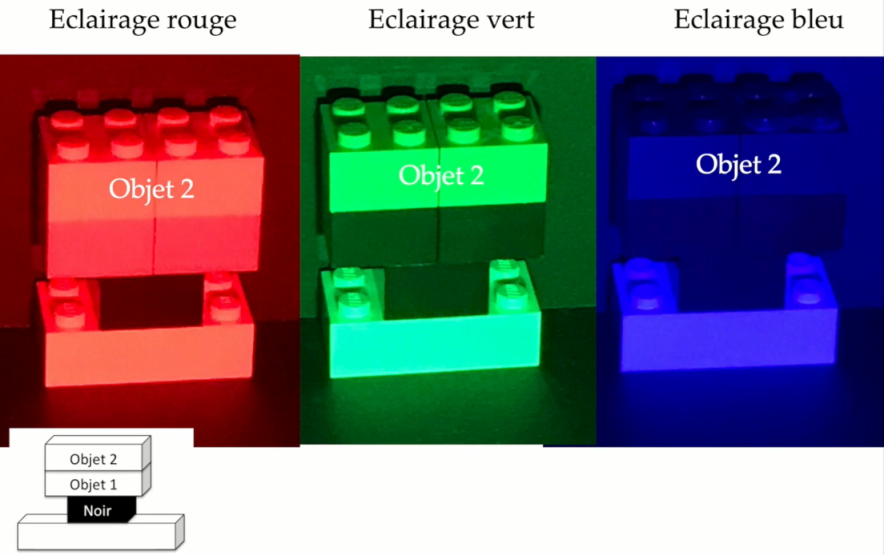 Eclairage rouge
Eclairage vert
Eclairage bleu
Objet 2
Objet 2
Objet 2
Objet 2
Objet 1
Noir